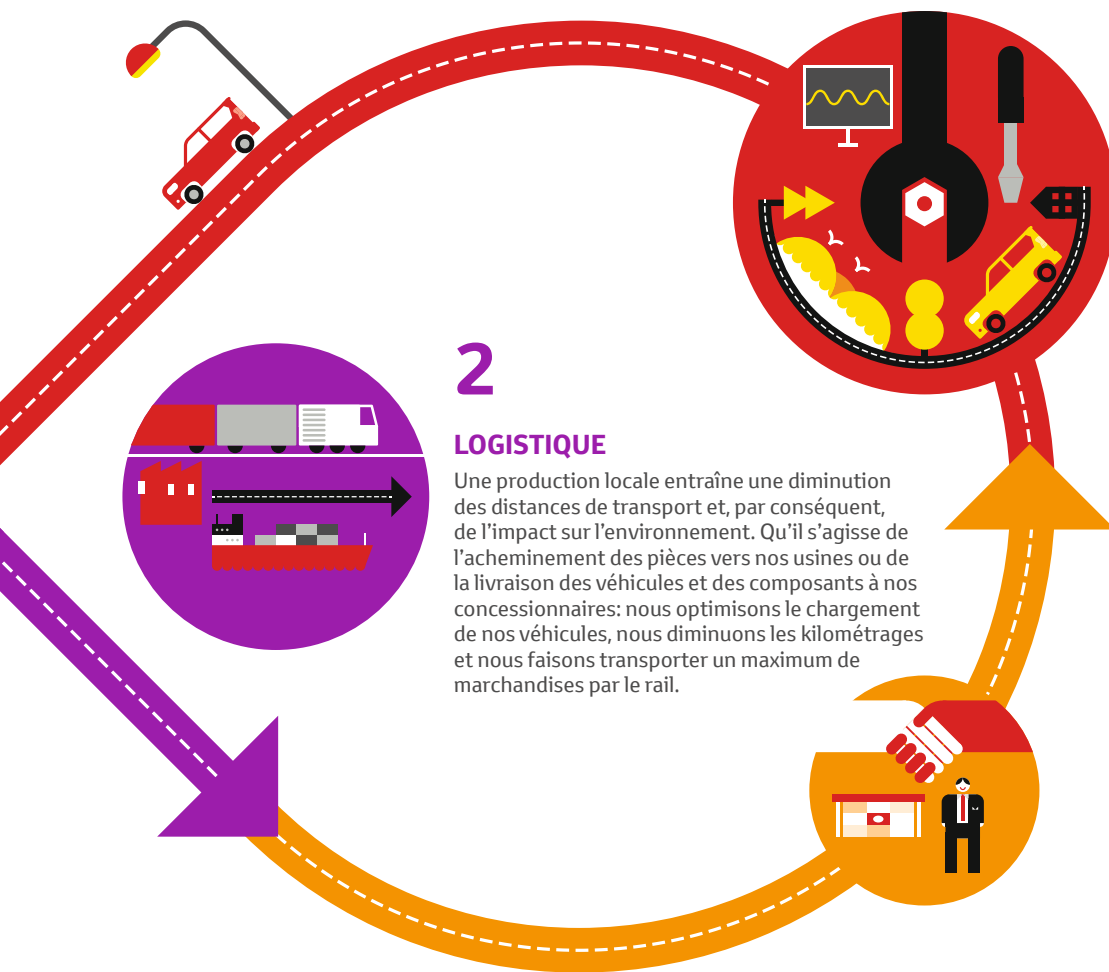 2
LOGISTIQUE
Une production locale entraîne une diminution
des distances de transport et, par conséquent,
de l’impact sur l’environnement. Qu’il s’agisse de
l’acheminement des pièces vers nos usines ou de
la livraison des véhicules et des composants à nos
concessionnaires: nous optimisons le chargement
de nos véhicules, nous diminuons les kilométrages
et nous faisons transporter un maximum de
marchandises par le rail.